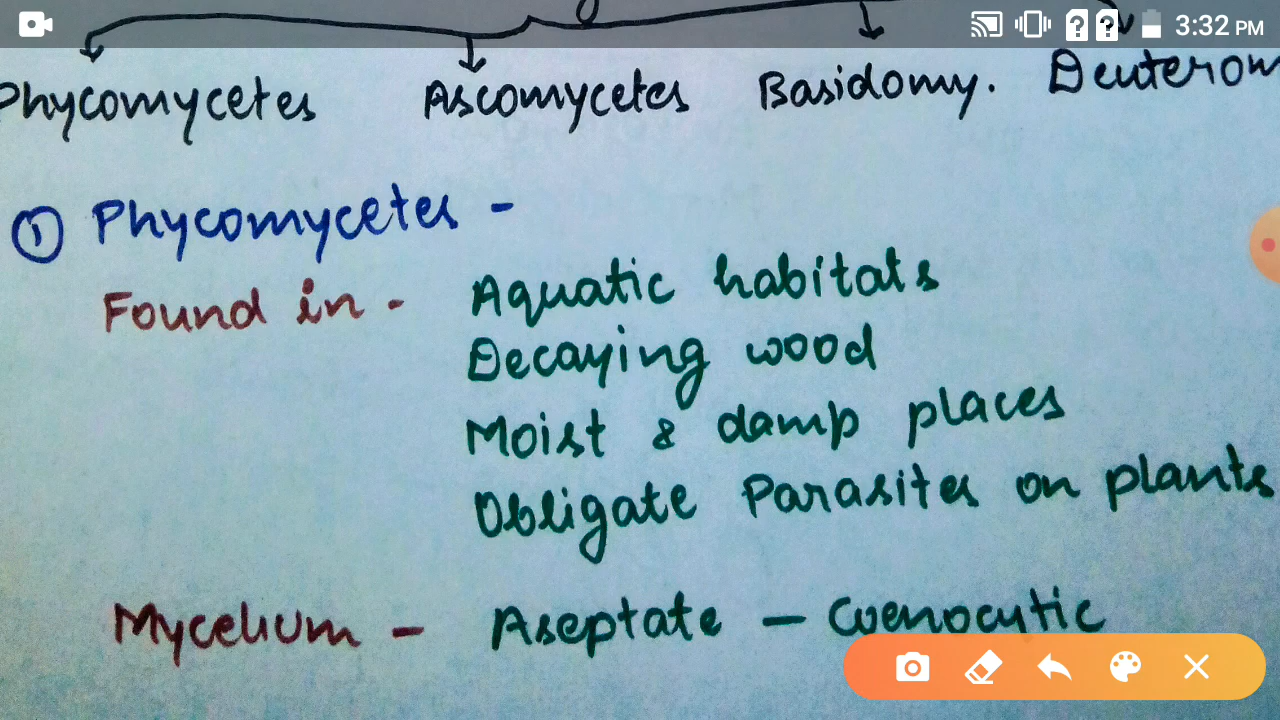 3:32 PM
Phycomycetes Ascomycetes Basidomy. Deuterom
① Phycomycetes -
Found in - Aquatic habitats
Decaying wood
Moist & damp places
Obligate Parasites on plants
Mycelium - Aseptate - Coenocytic